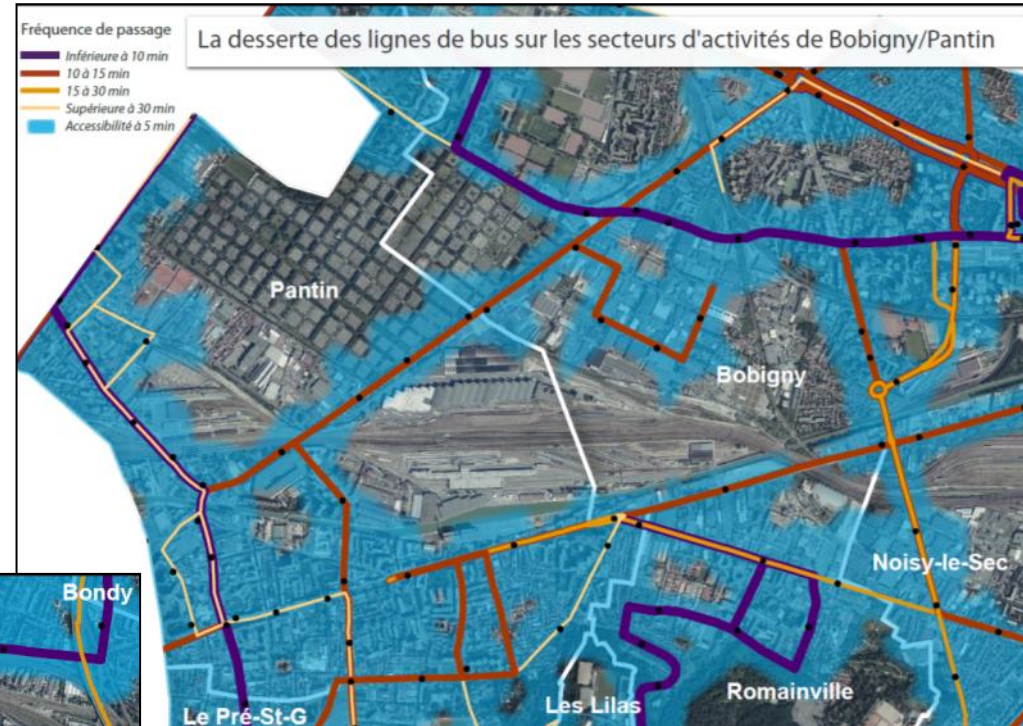 La desserte des lignes de bus sur les secteurs d'activités de Bobigny/Pantin
Fréquence de passage
Inférieure à 10 min
10 à 15 min
15 à 30 min
Supérieure à 30 min
Accessibilité à 5 min
Pantin
Bobigny
Noisy-le-Sec
Bondy
Romainville
Les Lilas
Le Pré-St-G